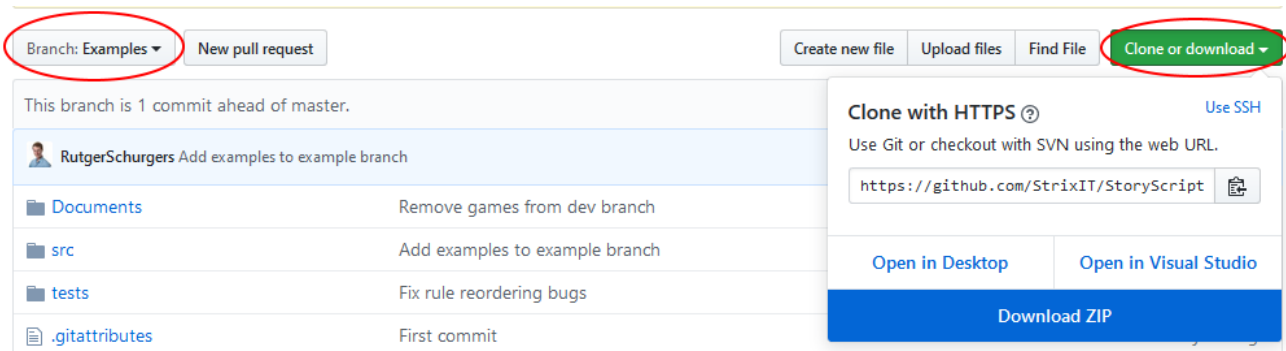 Branch: Examples New pull request Create new file Upload files Find File Clone or download
This branch is 1 commit ahead of master.
Clone with HTTPS Use SSH
Use Git or checkout with SVN using the web URL.
RutgerSchurgers Add examples to example branch
https://github.com/StrixIT/StoryScript
Documents Remove games from dev branch
src Add examples to example branch
Open in Desktop Open in Visual Studio
tests Fix rule reordering bugs
Download ZIP
.gitattributes First commit